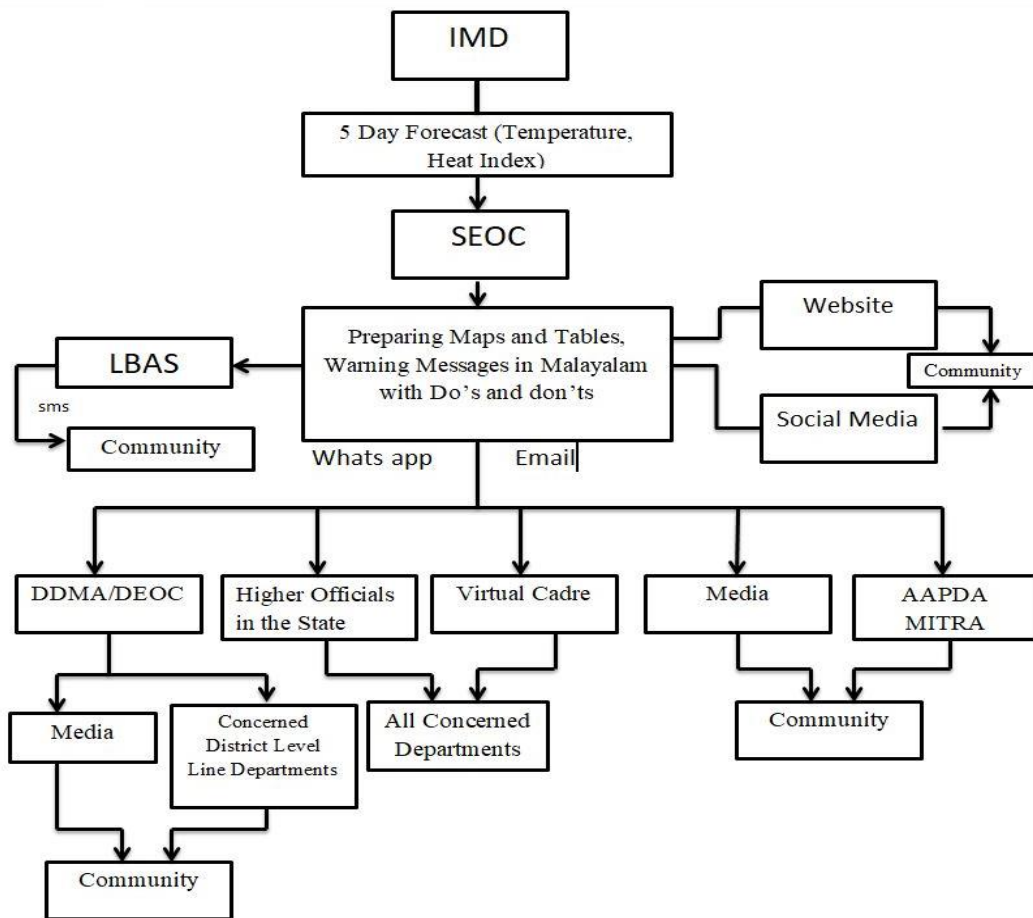 IMD
5 Day Forecast (Temperature,
Heat Index)
SEOC
Preparing Maps and Tables,
Warning Messages in Malayalam
with Do's and don'ts
LBAS
sms
Community
Website
Community
Social Media
Whats app
Email
DDMA/DEOC
Higher Officials
in the State
Virtual Cadre
Media
AAPDA
MITRA
Media
Concerned
District Level
Line Departments
All Concerned
Departments
Community
Community